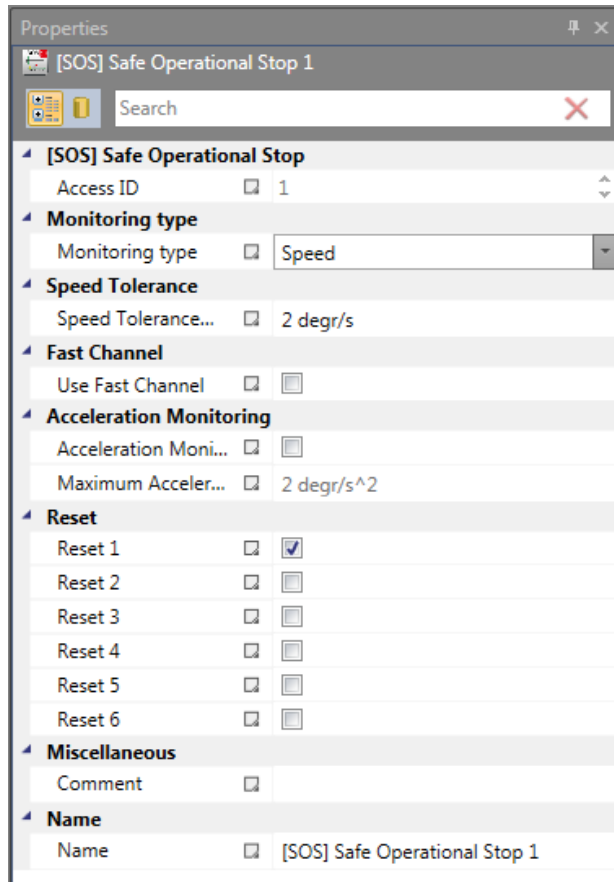 Properties
[SOS] Safe Operational Stop 1
Search
[SOS] Safe Operational Stop
Access ID 1
Monitoring type
Monitoring type Speed
Speed Tolerance
Speed Tolerance... 2 degr/s
Fast Channel
Use Fast Channel
Acceleration Monitoring
Acceleration Moni...
Maximum Acceler... 2 degr/s^2
Reset
Reset 1
Reset 2
Reset 3
Reset 4
Reset 5
Reset 6
Miscellaneous
Comment
Name
Name [SOS] Safe Operational Stop 1